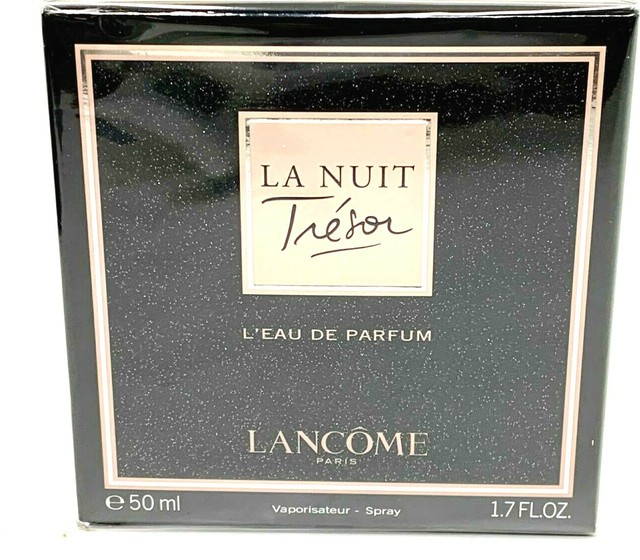 LA NUIT
Trésor
L'EAU DE PARFUM
LANCÔME
PARIS
℮ 50 ml Vaporisateur - Spray 1.7 FL.OZ.